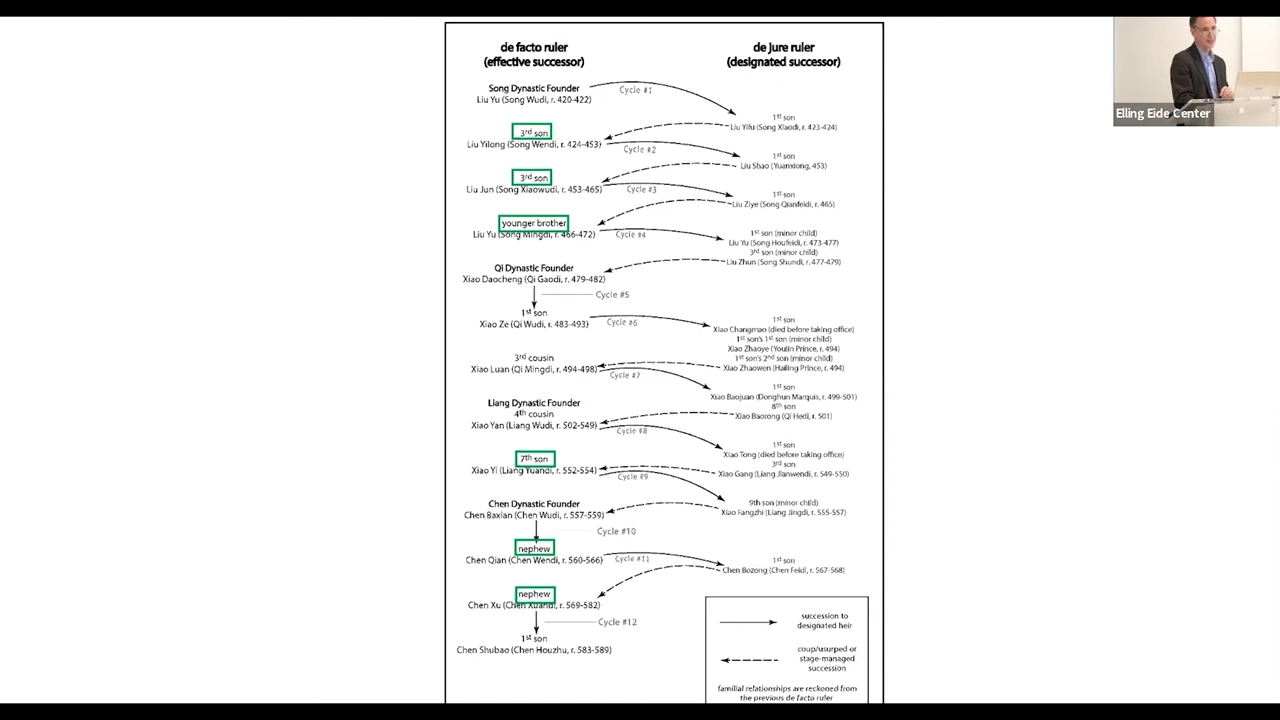 de facto ruler
(effective successor)
de jure ruler
(designated successor)
Song Dynastic Founder
Liu Yu (Song Wudi, r. 420-422)
Cycle #1
1st son
Liu Yifu (Song Xiaodi, r. 423-424)
3rd son
Liu Yilong (Song Wendi, r. 424-453)
Cycle #2
1st son
Liu Shao (Yuanxiong, 453)
3rd son
Liu Jun (Song Xiaowudi, r. 453-465)
Cycle #3
1st son
Liu Ziye (Song Qianfeidi, r. 465)
younger brother
Liu Yu (Song Mingdi, r. 466-472)
Cycle #4
1st son (minor child)
Liu Yu (Song Houfeidi, r. 473-477)
3rd son (minor child)
Liu Zhun (Song Shundi, r. 477-479)
Qi Dynastic Founder
Xiao Daocheng (Qi Gaodi, r. 479-482)
Cycle #5
1st son
Xiao Ze (Qi Wudi, r. 483-493)
Cycle #6
1st son
Xiao Changmao (died before taking office)
1st son's 1st son (minor child)
Xiao Zhaoye (Youlin Prince, r. 494)
1st son's 2nd son (minor child)
Xiao Zhaowen (Hailing Prince, r. 494)
3rd cousin
Xiao Luan (Qi Mingdi, r. 494-498)
Cycle #7
1st son
Xiao Baojuan (Donghun Marquis, r. 499-501)
8th son
Xiao Baorong (Qi Hedi, r. 501)
Liang Dynastic Founder
4th cousin
Xiao Yan (Liang Wudi, r. 502-549)
Cycle #8
1st son
Xiao Tong (died before taking office)
3rd son
Xiao Gang (Liang Jianwendi, r. 549-550)
7th son
Xiao Yi (Liang Yuandi, r. 552-554)
Cycle #9
9th son (minor child)
Xiao Fangzhi (Liang Jingdi, r. 555-557)
Chen Dynastic Founder
Chen Baxian (Chen Wudi, r. 557-559)
Cycle #10
nephew
Chen Qian (Chen Wendi, r. 560-566)
Cycle #11
1st son
Chen Bozong (Chen Feidi, r. 567-568)
nephew
Chen Xu (Chen Xuandi, r. 569-582)
Cycle #12
1st son
Chen Shubao (Chen Houzhu, r. 583-589)
succession to
designated heir
coup/usurped or
stage-managed
succession
familial relationships are reckoned from
the previous de facto ruler
Elling Eide Center